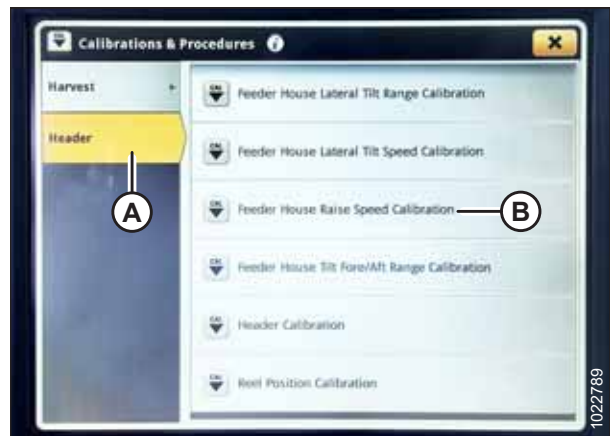 Calibrations & Procedures
Harvest
Header
Feeder House Lateral Tilt Range Calibration
Feeder House Lateral Tilt Speed Calibration
Feeder House Raise Speed Calibration
Feeder House Tilt Fore/Aft Range Calibration
Header Calibration
Reel Position Calibration
A
B
1022789